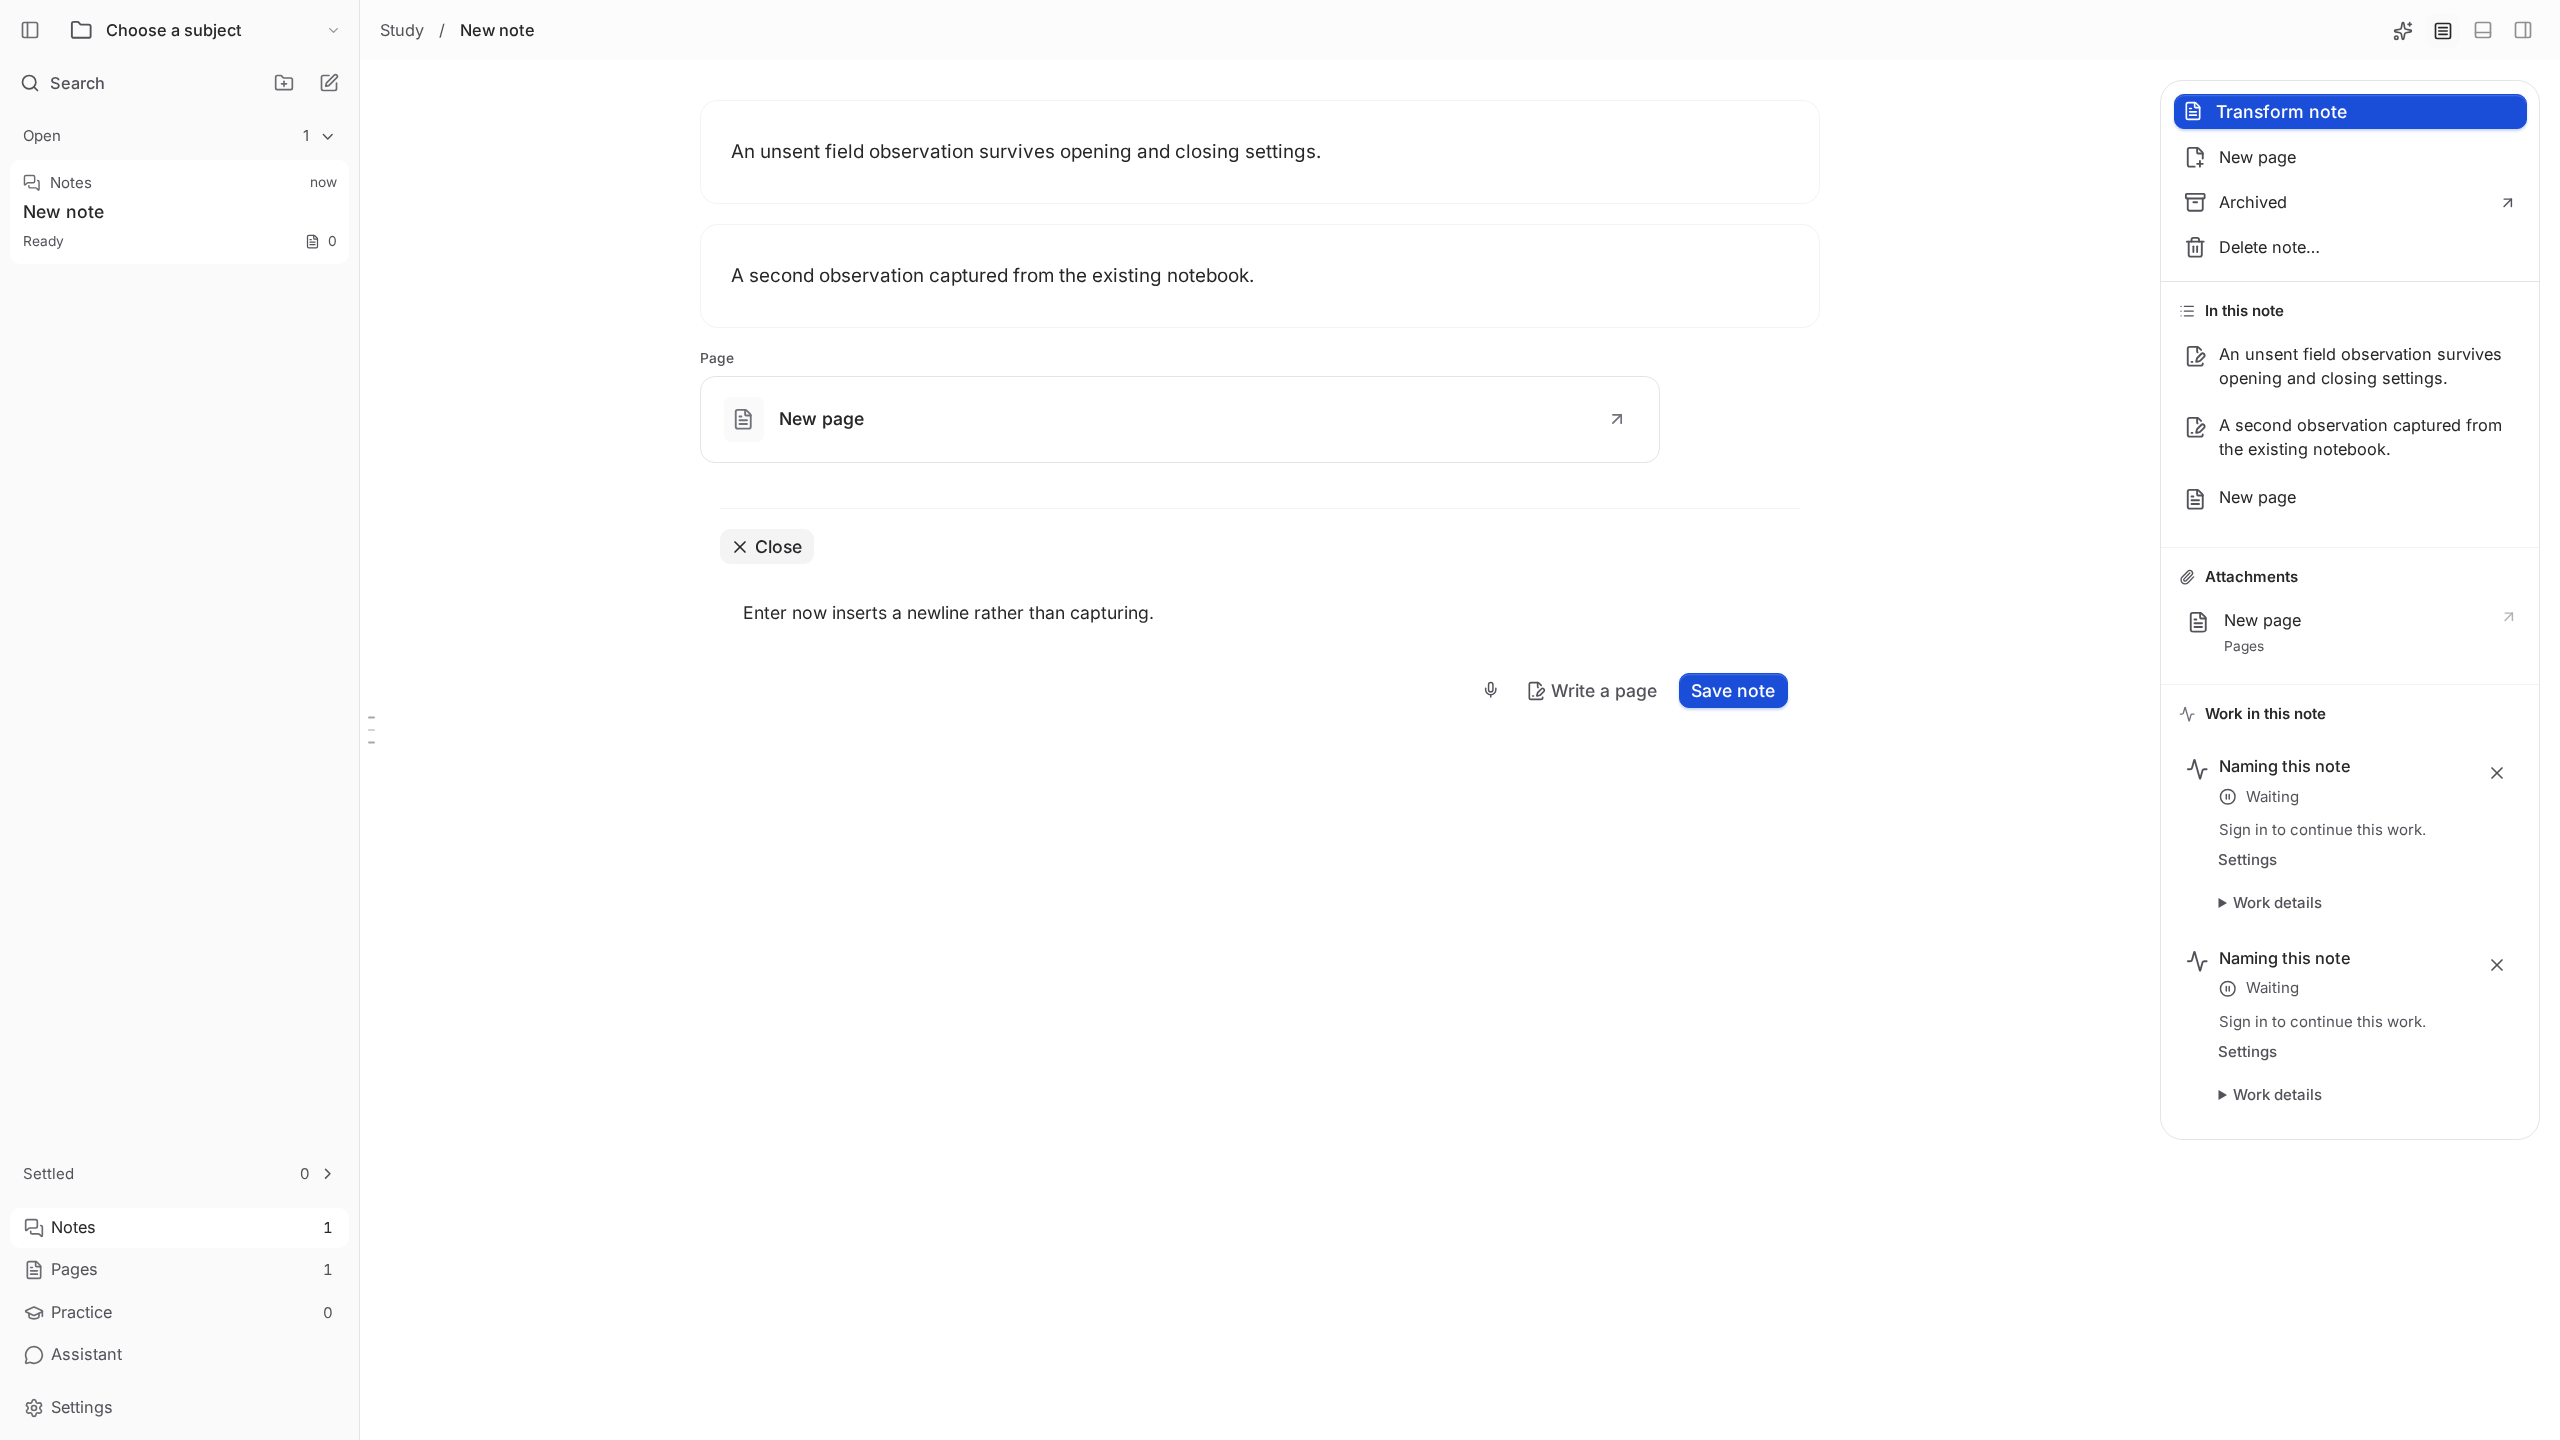 Choose a subject
Study / New note
Search
Open 1
Notes now
New note
Ready 0
Settled 0
Notes 1
Pages 1
Practice 0
Assistant
Settings
An unsent field observation survives opening and closing settings.
A second observation captured from the existing notebook.
Page
New page
Close
Enter now inserts a newline rather than capturing.
Write a page
Save note
Transform note
New page
Archived
Delete note...
In this note
An unsent field observation survives
opening and closing settings.
A second observation captured from
the existing notebook.
New page
Attachments
New page
Pages
Work in this note
Naming this note
Waiting
Sign in to continue this work.
Settings
Work details
Naming this note
Waiting
Sign in to continue this work.
Settings
Work details